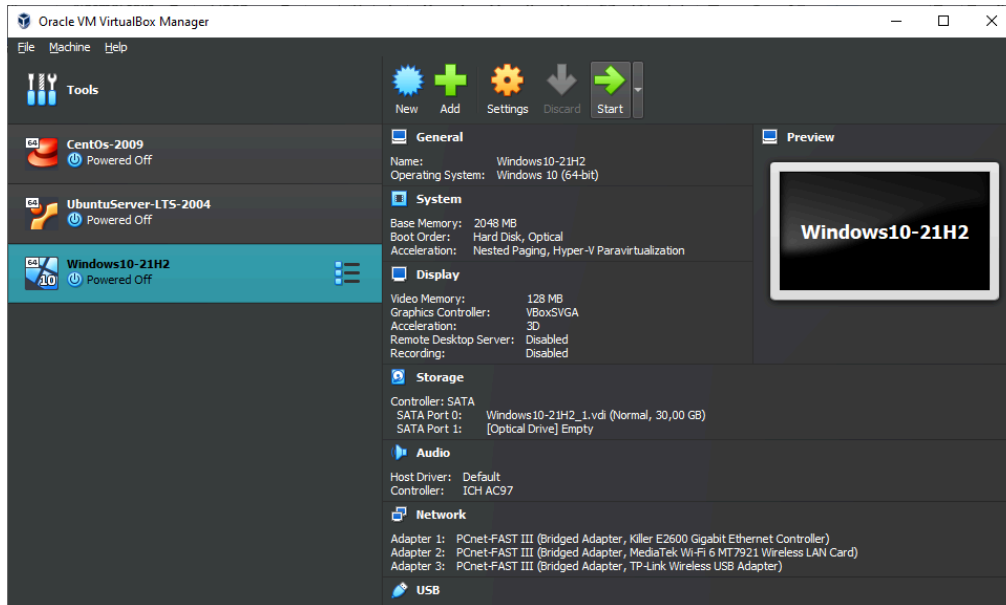 Oracle VM VirtualBox Manager
File Machine Help
Tools
New Add Settings Discard Start
64
CentOs-2009
Powered Off
64
UbuntuServer-LTS-2004
Powered Off
64
10
Windows10-21H2
Powered Off
General
Name: Windows10-21H2
Operating System: Windows 10 (64-bit)
System
Base Memory: 2048 MB
Boot Order: Hard Disk, Optical
Acceleration: Nested Paging, Hyper-V Paravirtualization
Display
Video Memory: 128 MB
Graphics Controller: VBoxSVGA
Acceleration: 3D
Remote Desktop Server: Disabled
Recording: Disabled
Storage
Controller: SATA
SATA Port 0: Windows10-21H2_1.vdi (Normal, 30,00 GB)
SATA Port 1: [Optical Drive] Empty
Audio
Host Driver: Default
Controller: ICH AC97
Network
Adapter 1: PCnet-FAST III (Bridged Adapter, Killer E2600 Gigabit Ethernet Controller)
Adapter 2: PCnet-FAST III (Bridged Adapter, MediaTek Wi-Fi 6 MT7921 Wireless LAN Card)
Adapter 3: PCnet-FAST III (Bridged Adapter, TP-Link Wireless USB Adapter)
USB
Preview
Windows10-21H2